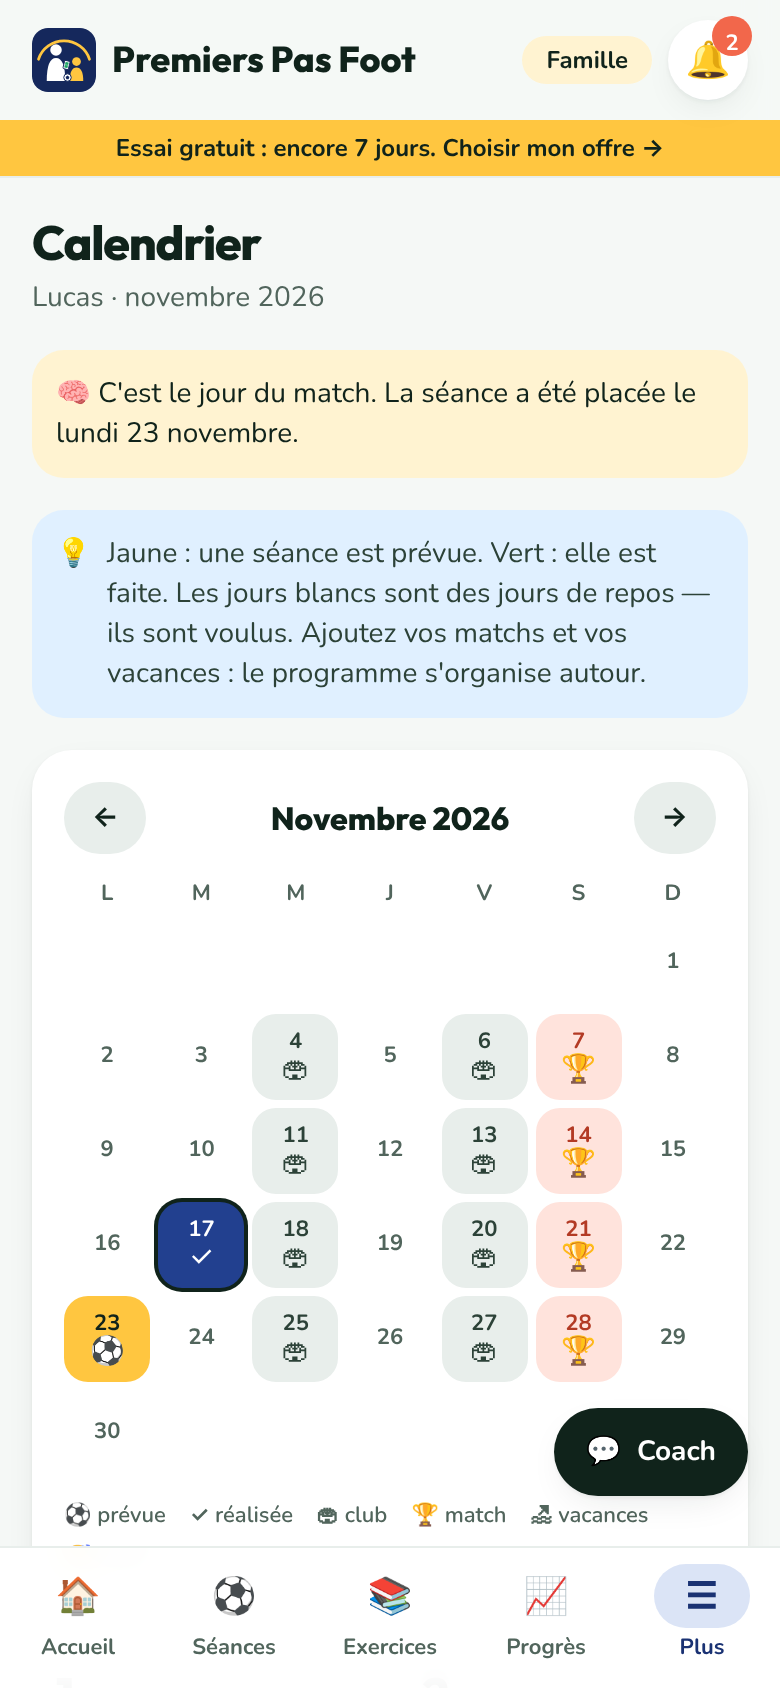 Premiers Pas Foot
Famille
2
Essai gratuit : encore 7 jours. Choisir mon offre →
Calendrier
Lucas · novembre 2026
🧠 C'est le jour du match. La séance a été placée le
lundi 23 novembre.
💡 Jaune : une séance est prévue. Vert : elle est
faite. Les jours blancs sont des jours de repos —
ils sont voulus. Ajoutez vos matchs et vos
vacances : le programme s'organise autour.
← Novembre 2026 →
L M M J V S D
1
2 3 4 5 6 7 8
9 10 11 12 13 14 15
16 17 18 19 20 21 22
✓
23 24 25 26 27 28 29
30
💬 Coach
⚽ prévue ✓ réalisée 🏟 club 🏆 match 🏖 vacances
Accueil Séances Exercices Progrès Plus